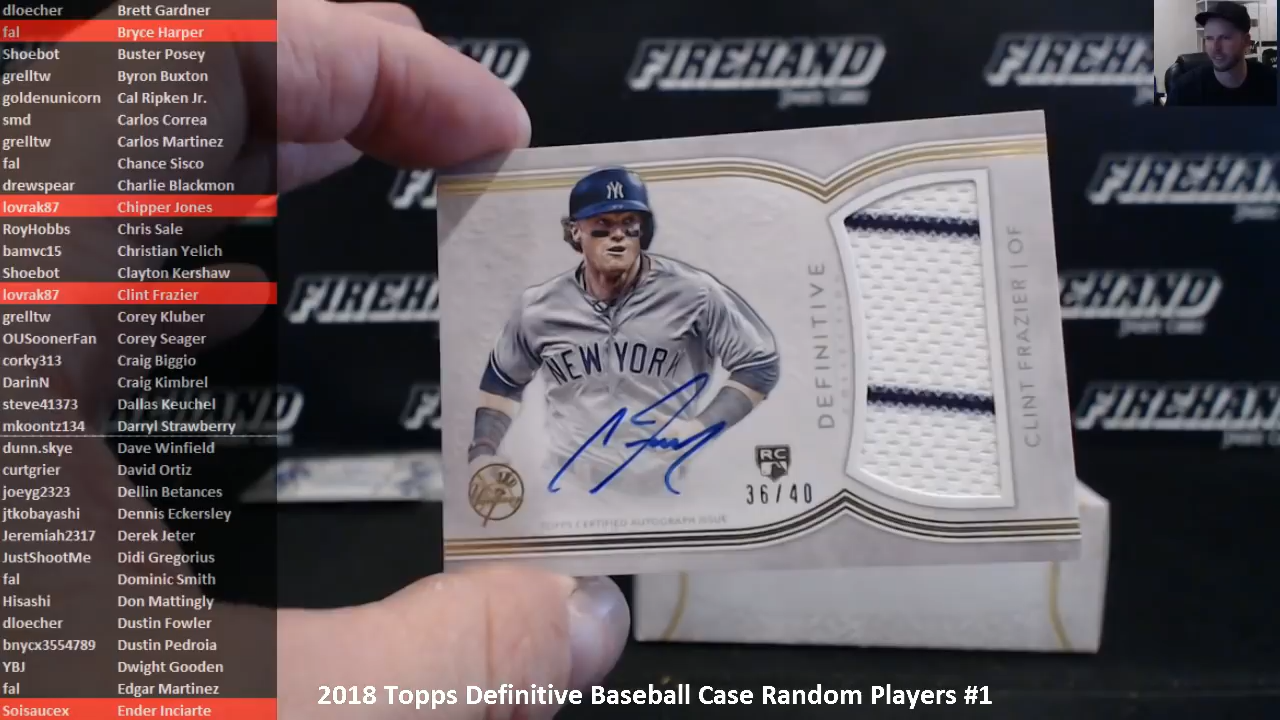 dloecher Brett Gardner
fal Bryce Harper
Shoebot Buster Posey
grelltw Byron Buxton
goldenunicorn Cal Ripken Jr.
smd Carlos Correa
grelltw Carlos Martinez
fal Chance Sisco
drewspear Charlie Blackmon
lovrak87 Chipper Jones
RoyHobbs Chris Sale
bamvc15 Christian Yelich
Shoebot Clayton Kershaw
lovrak87 Clint Frazier
grelltw Corey Kluber
OUSoonerFan Corey Seager
corky313 Craig Biggio
DarinN Craig Kimbrel
steve41373 Dallas Keuchel
mkoontz134 Darryl Strawberry
dunn.skye Dave Winfield
curtgrier David Ortiz
joeyg2323 Dellin Betances
jtkobayashi Dennis Eckersley
Jeremiah2317 Derek Jeter
JustShootMe Didi Gregorius
fal Dominic Smith
Hisashi Don Mattingly
dloecher Dustin Fowler
bnycx3554789 Dustin Pedroia
YBJ Dwight Gooden
fal Edgar Martinez
Soisaucex Ender Inciarte
FIREHAND
NEW YORK
DEFINITIVE
CLINT FRAZIER | OF
RC
36/40
TOPPS CERTIFIED AUTOGRAPH ISSUE
2018 Topps Definitive Baseball Case Random Players #1